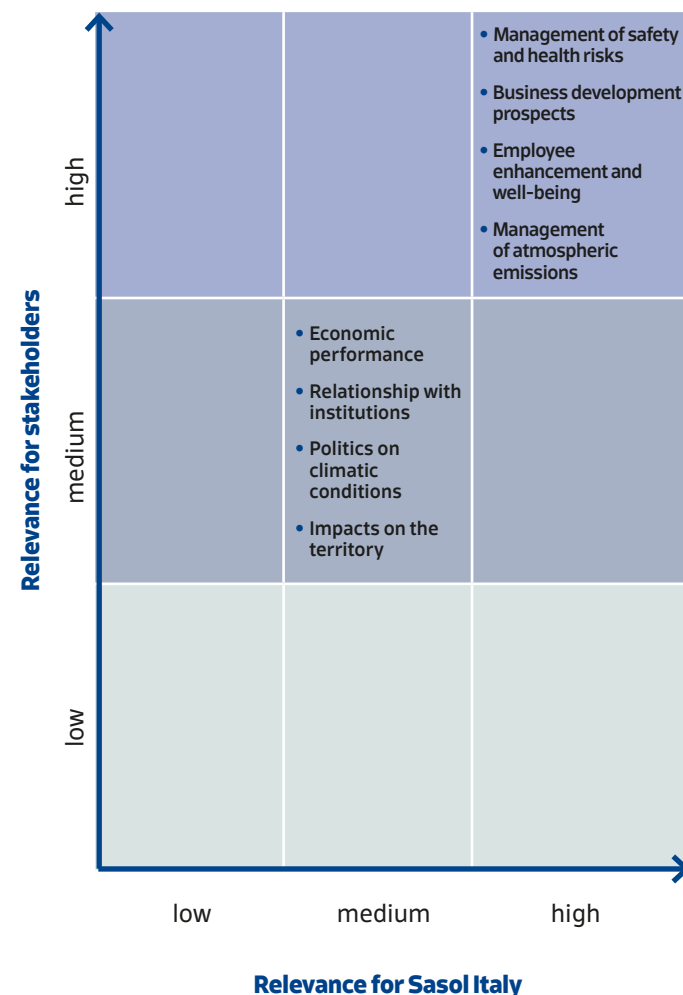 • Management of safety
and health risks
• Business development
prospects
• Employee
enhancement and
well-being
• Management
of atmospheric
emissions
high
• Economic
performance
• Relationship with
institutions
• Politics on
climatic
conditions
• Impacts on the
territory
medium
Relevance for stakeholders
low
low medium high
Relevance for Sasol Italy